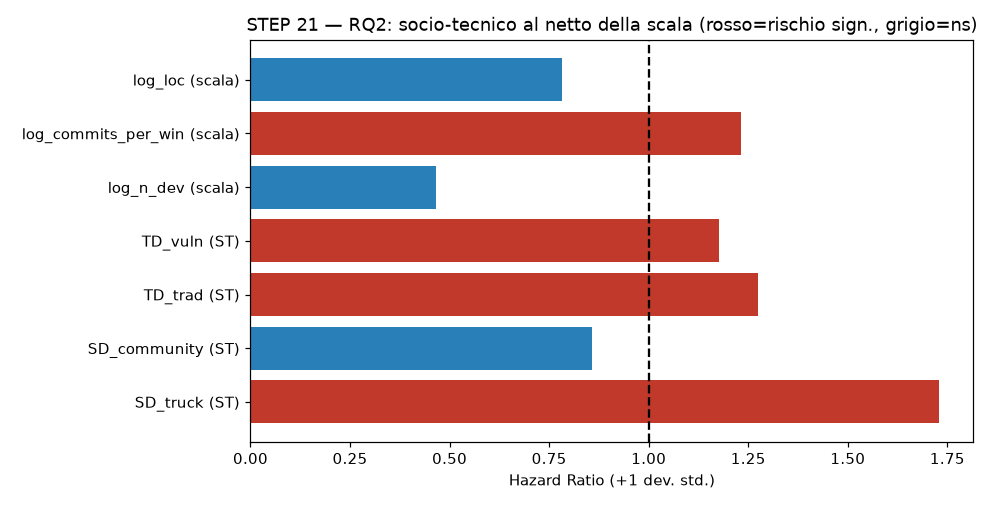 STEP 21 — RQ2: socio-tecnico al netto della scala (rosso=rischio sign., grigio=ns)
log_loc (scala)
log_commits_per_win (scala)
log_n_dev (scala)
TD_vuln (ST)
TD_trad (ST)
SD_community (ST)
SD_truck (ST)
0.00 0.25 0.50 0.75 1.00 1.25 1.50 1.75
Hazard Ratio (+1 dev. std.)